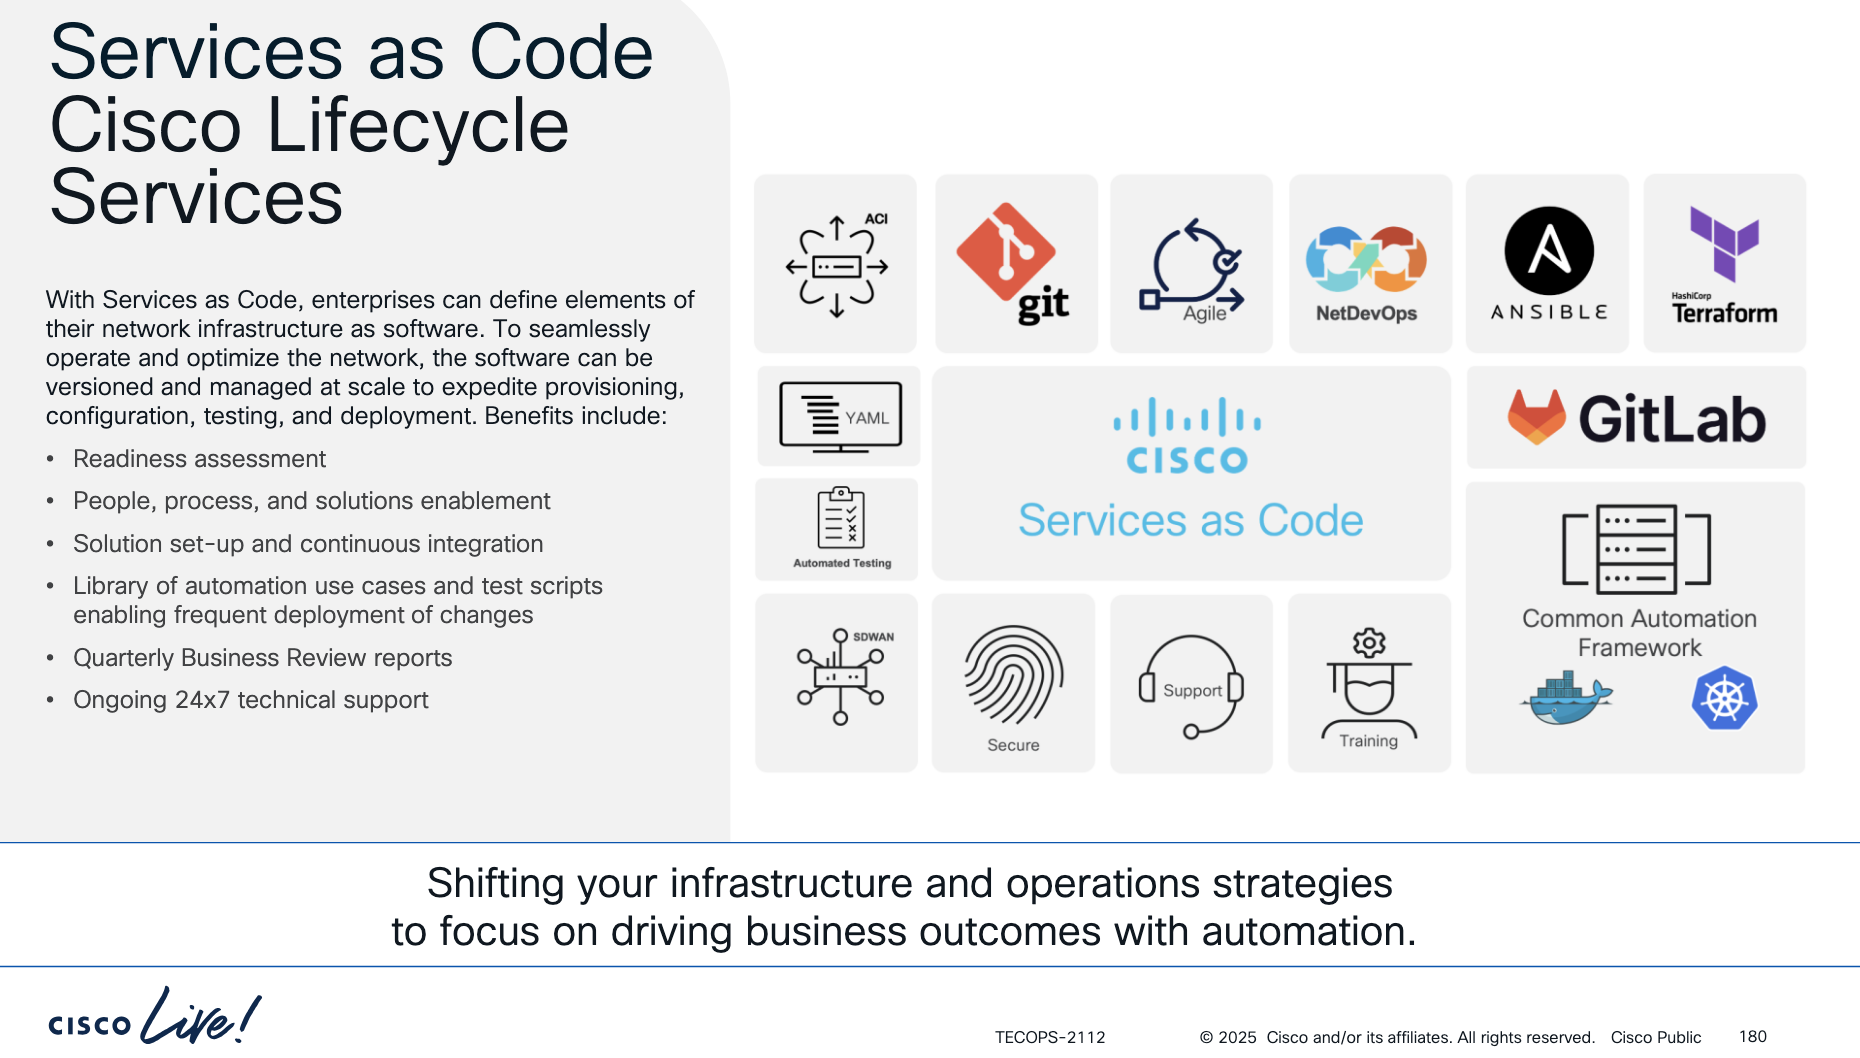 Services as Code
Cisco Lifecycle
Services
With Services as Code, enterprises can define elements of
their network infrastructure as software. To seamlessly
operate and optimize the network, the software can be
versioned and managed at scale to expedite provisioning,
configuration, testing, and deployment. Benefits include:
• Readiness assessment
• People, process, and solutions enablement
• Solution set-up and continuous integration
• Library of automation use cases and test scripts
enabling frequent deployment of changes
• Quarterly Business Review reports
• Ongoing 24x7 technical support
ACI
git
Agile
NetDevOps
ANSIBLE
HashiCorp
Terraform
YAML
CISCO
Services as Code
GitLab
Automated Testing
Common Automation
Framework
SDWAN
Secure
Support
Training
Shifting your infrastructure and operations strategies
to focus on driving business outcomes with automation.
CISCO Live!
TECOPS-2112
© 2025 Cisco and/or its affiliates. All rights reserved. Cisco Public
180